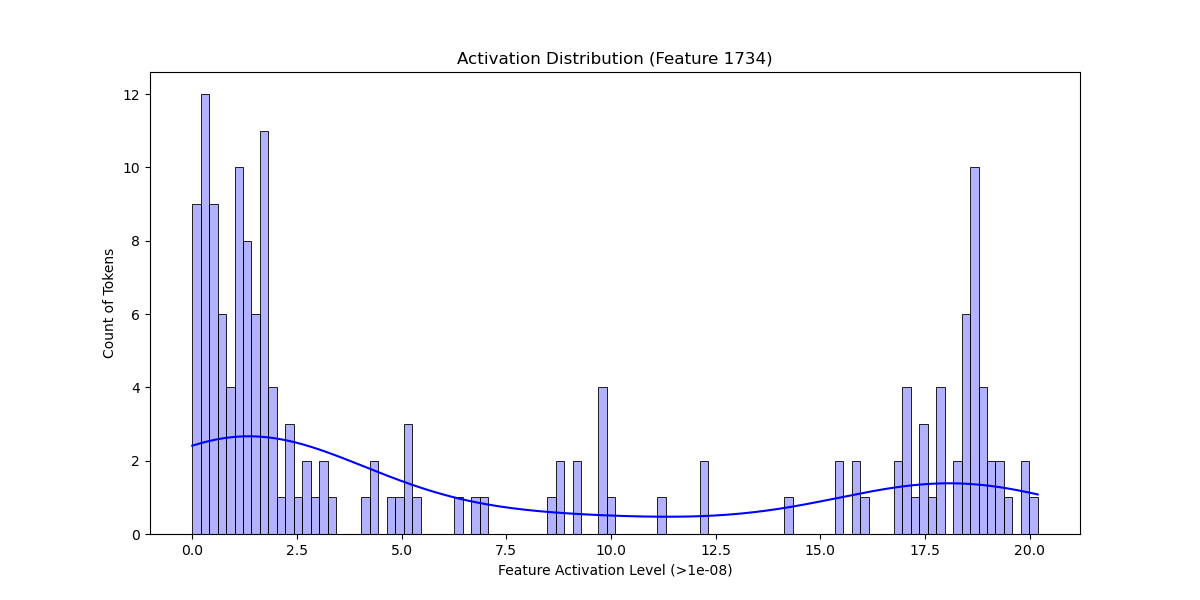 Activation Distribution (Feature 1734)
12
10
8
6
4
2
0
Count of Tokens
0.0 2.5 5.0 7.5 10.0 12.5 15.0 17.5 20.0
Feature Activation Level (>1e-08)